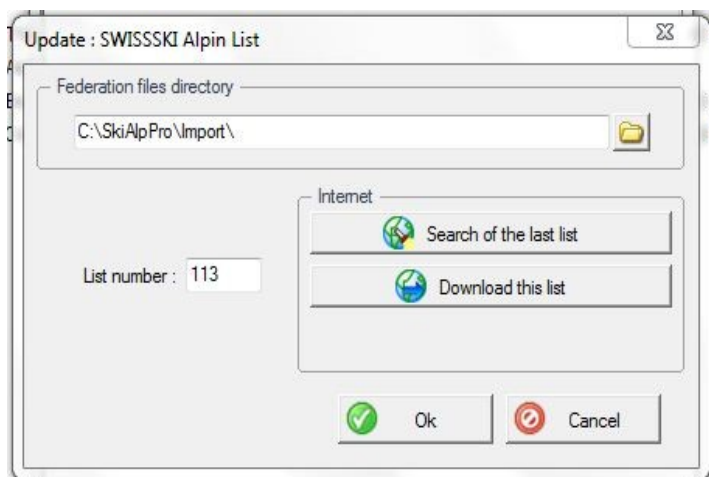 Update : SWISSSKI Alpin List
Federation files directory
C:\SkiAlpPro\Import\
Internet
Search of the last list
List number : 113
Download this list
Ok
Cancel